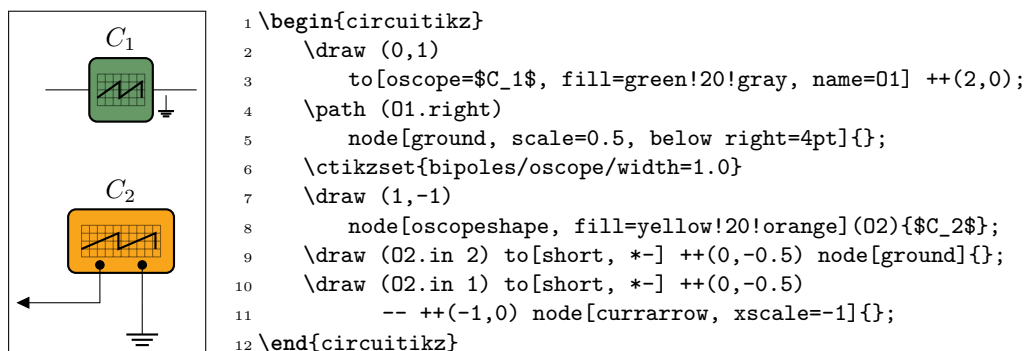 C_1
C_2
1 \begin{circuitikz}
2 \draw (0,1)
3 to[oscope=$C_1$, fill=green!20!gray, name=O1] ++(2,0);
4 \path (O1.right)
5 node[ground, scale=0.5, below right=4pt]{};
6 \ctikzset{bipoles/oscope/width=1.0}
7 \draw (1,-1)
8 node[oscopeshape, fill=yellow!20!orange](O2){$C_2$};
9 \draw (O2.in 2) to[short, *-] ++(0,-0.5) node[ground]{};
10 \draw (O2.in 1) to[short, *-] ++(0,-0.5)
11 -- ++(-1,0) node[currarrow, xscale=-1]{};
12 \end{circuitikz}